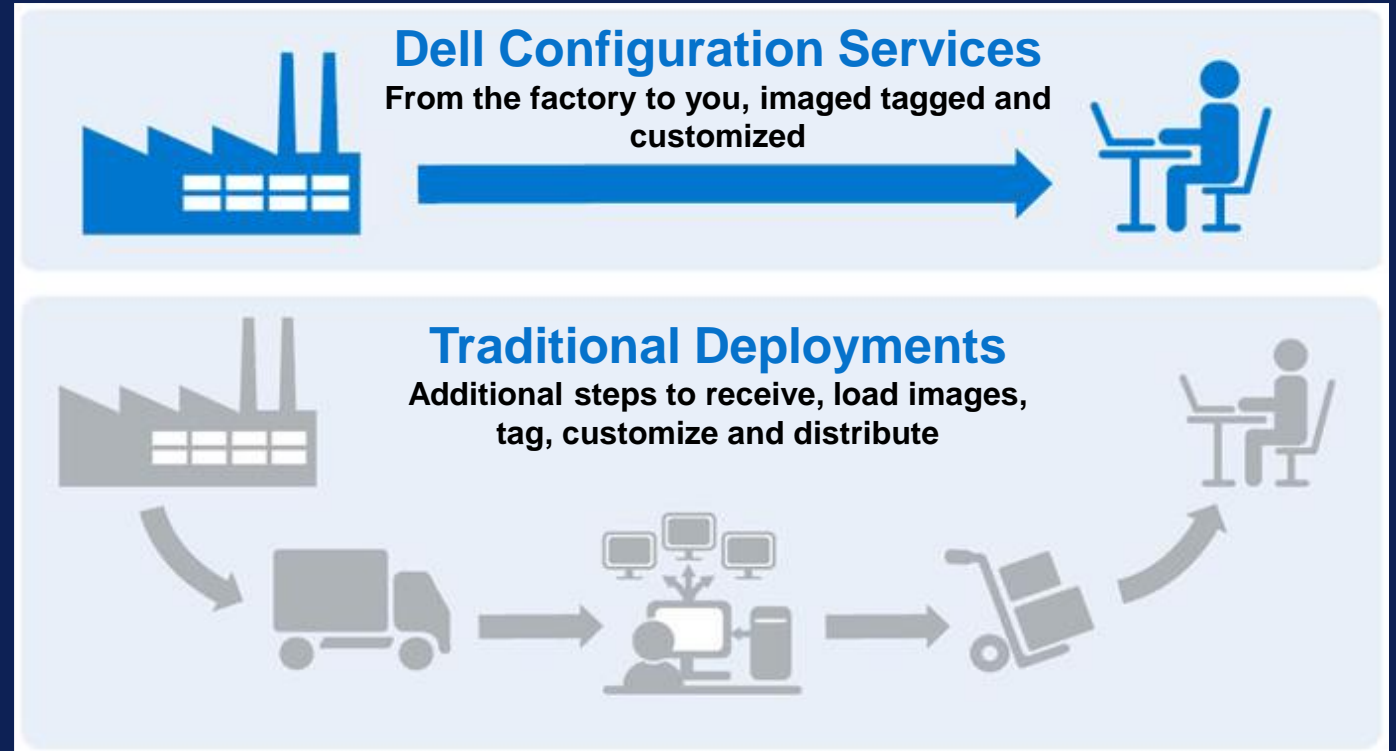 Dell Configuration Services
From the factory to you, imaged tagged and
customized
Traditional Deployments
Additional steps to receive, load images,
tag, customize and distribute